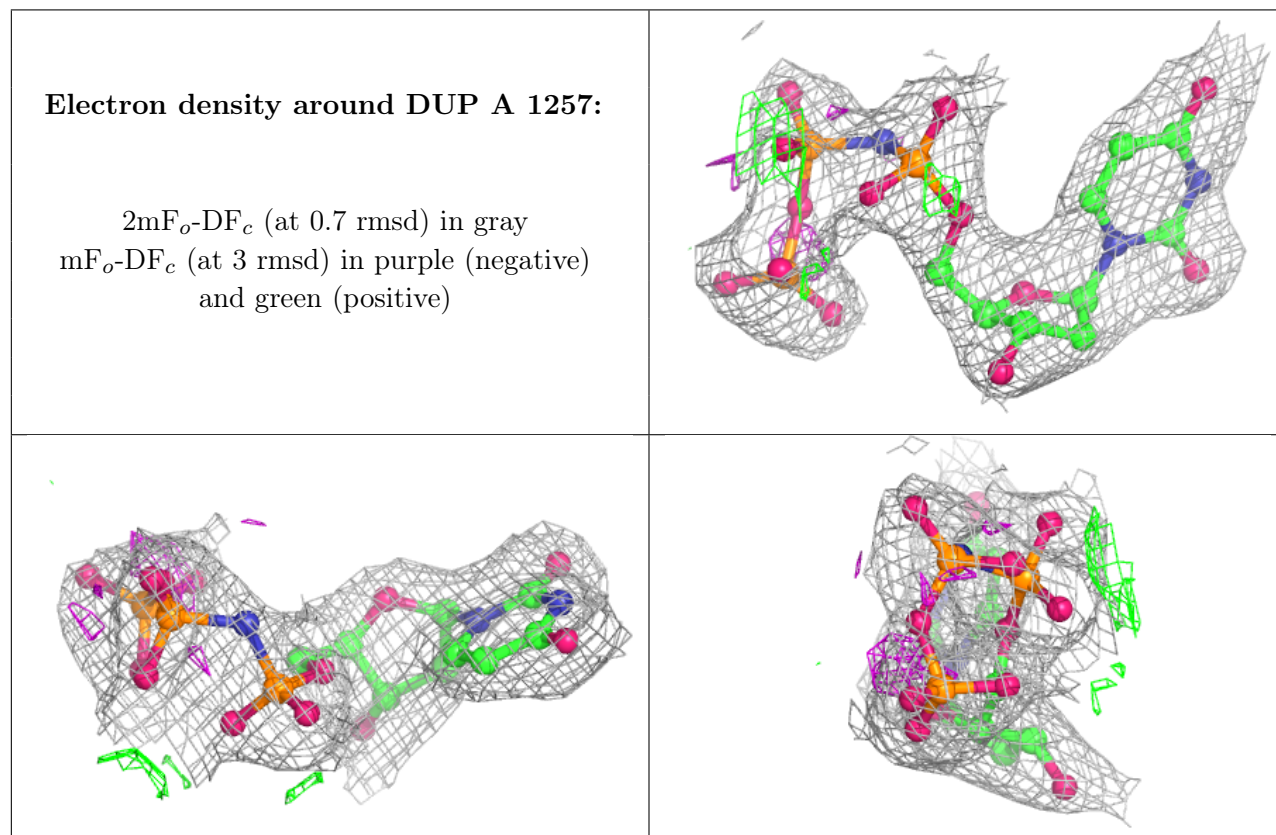 Electron density around DUP A 1257:
2mFo-DFc (at 0.7 rmsd) in gray
mFo-DFc (at 3 rmsd) in purple (negative)
and green (positive)